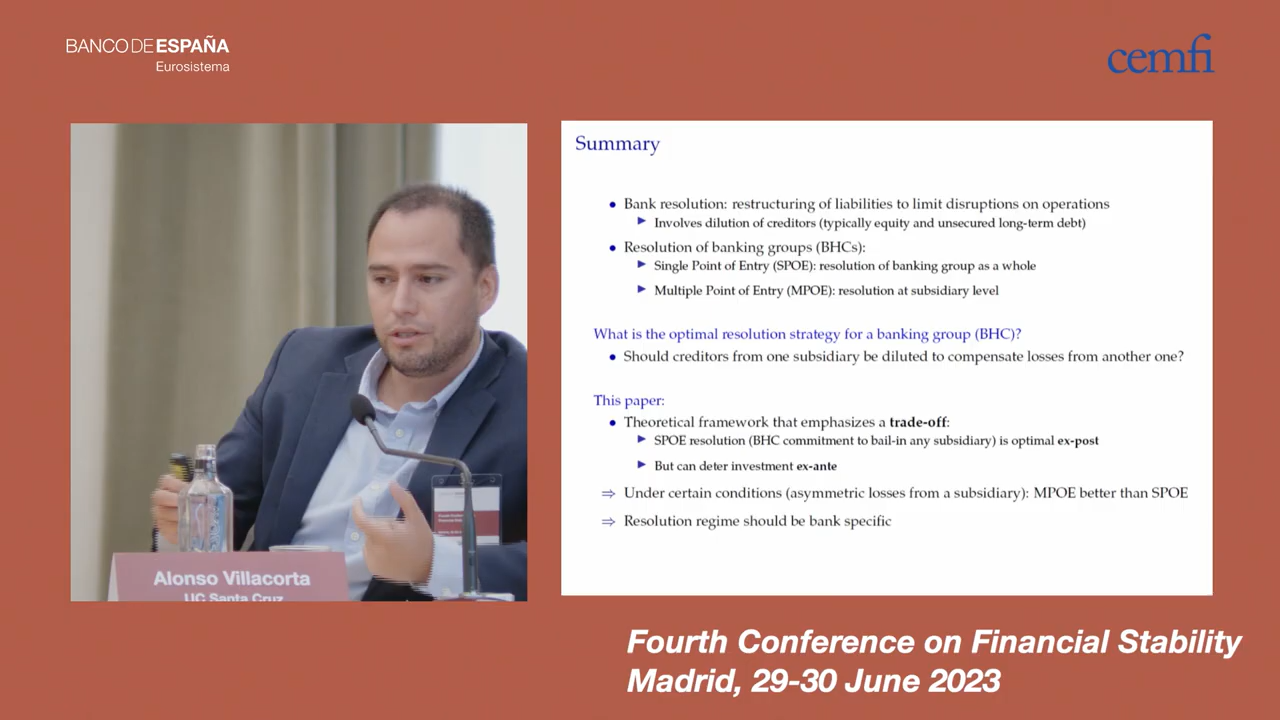 BANCO DE ESPAÑA
Eurosistema
cemfi
Summary
Bank resolution: restructuring of liabilities to limit disruptions on operations
Involves dilution of creditors (typically equity and unsecured long-term debt)
Resolution of banking groups (BHCs):
Single Point of Entry (SPOE): resolution of banking group as a whole
Multiple Point of Entry (MPOE): resolution at subsidiary level
What is the optimal resolution strategy for a banking group (BHC)?
Should creditors from one subsidiary be diluted to compensate losses from another one?
This paper:
Theoretical framework that emphasizes a trade-off:
SPOE resolution (BHC commitment to bail-in any subsidiary) is optimal ex-post
But can deter investment ex-ante
⇒ Under certain conditions (asymmetric losses from a subsidiary): MPOE better than SPOE
⇒ Resolution regime should be bank specific
Alonso Villacorta
UC Santa Cruz
Fourth Conference on Financial Stability
Madrid, 29-30 June 2023